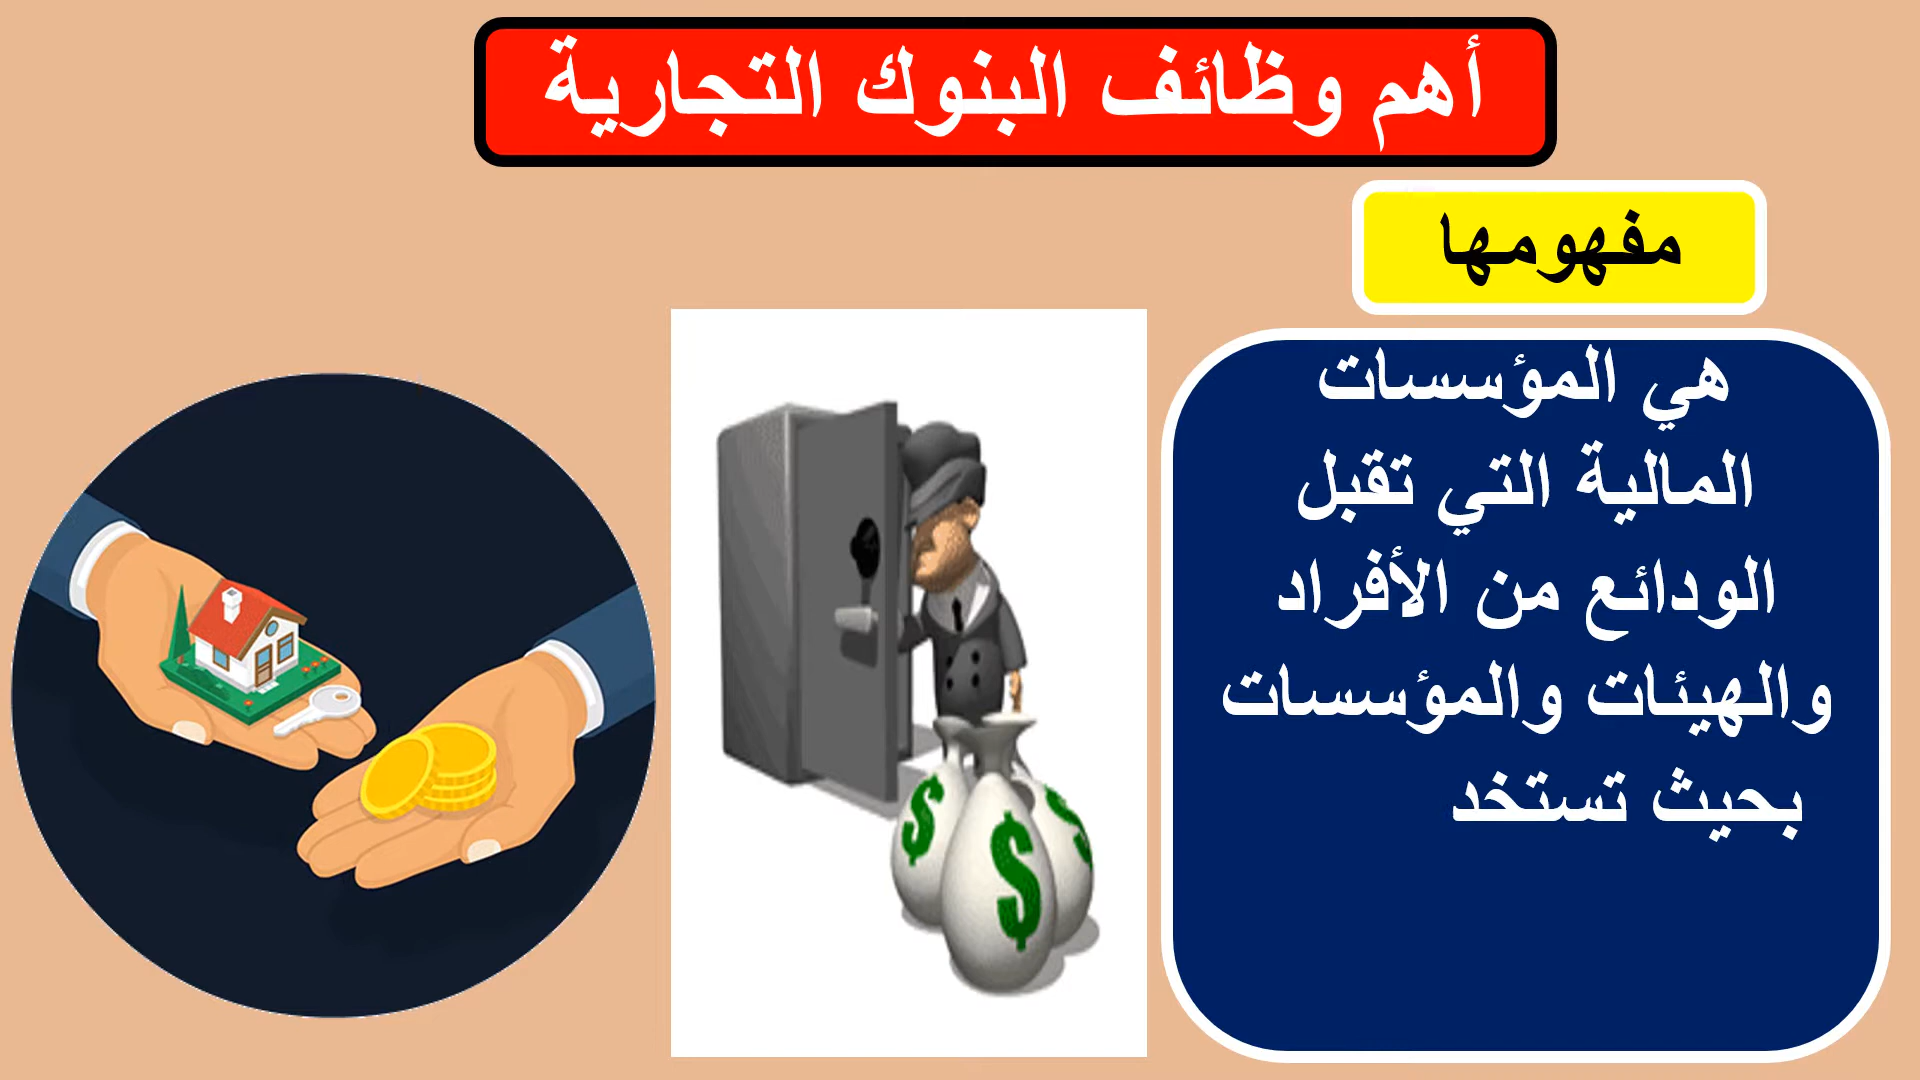 أهم وظائف البنوك التجارية
مفهومها
هي المؤسسات
المالية التي تقبل
الودائع من الأفراد
والهيئات والمؤسسات
بحيث تستخد
$
$
$